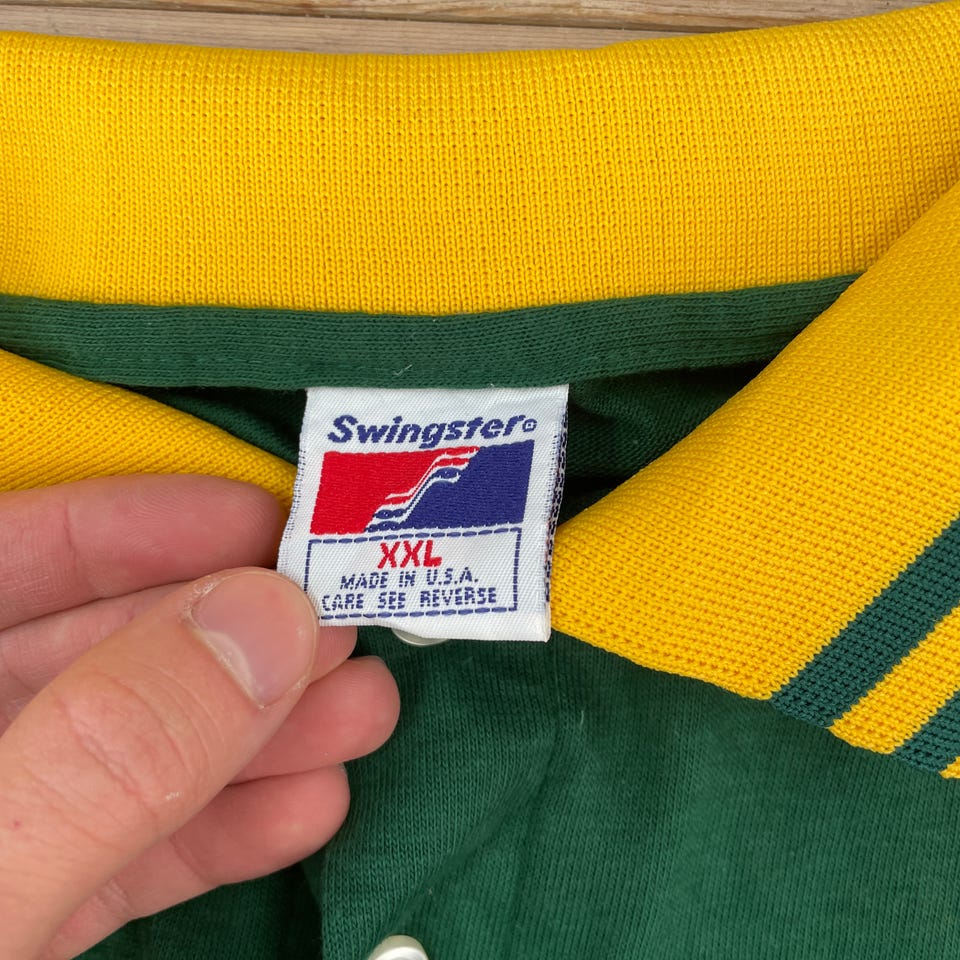 Swingster®
XXL
MADE IN U.S.A.
CARE SEE REVERSE